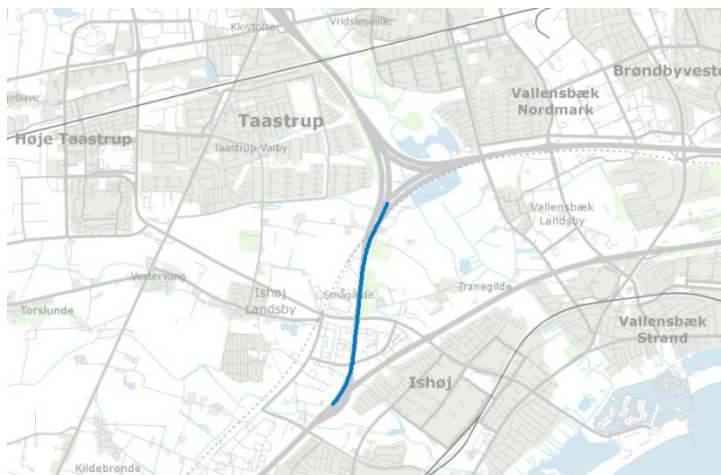 Klovtofte
Vridsløselille
Brøndbyveste
Vallensbæk
Nordmark
Taastrup
Høje Taastrup
Taastrup-Valby
Vallensbæk
Landsby
Vestervang
Ishøj
Landsby
Smågårde
Tranegilde
Torslunde
Vallensbæk
Strand
Ishøj
Kildebrønde